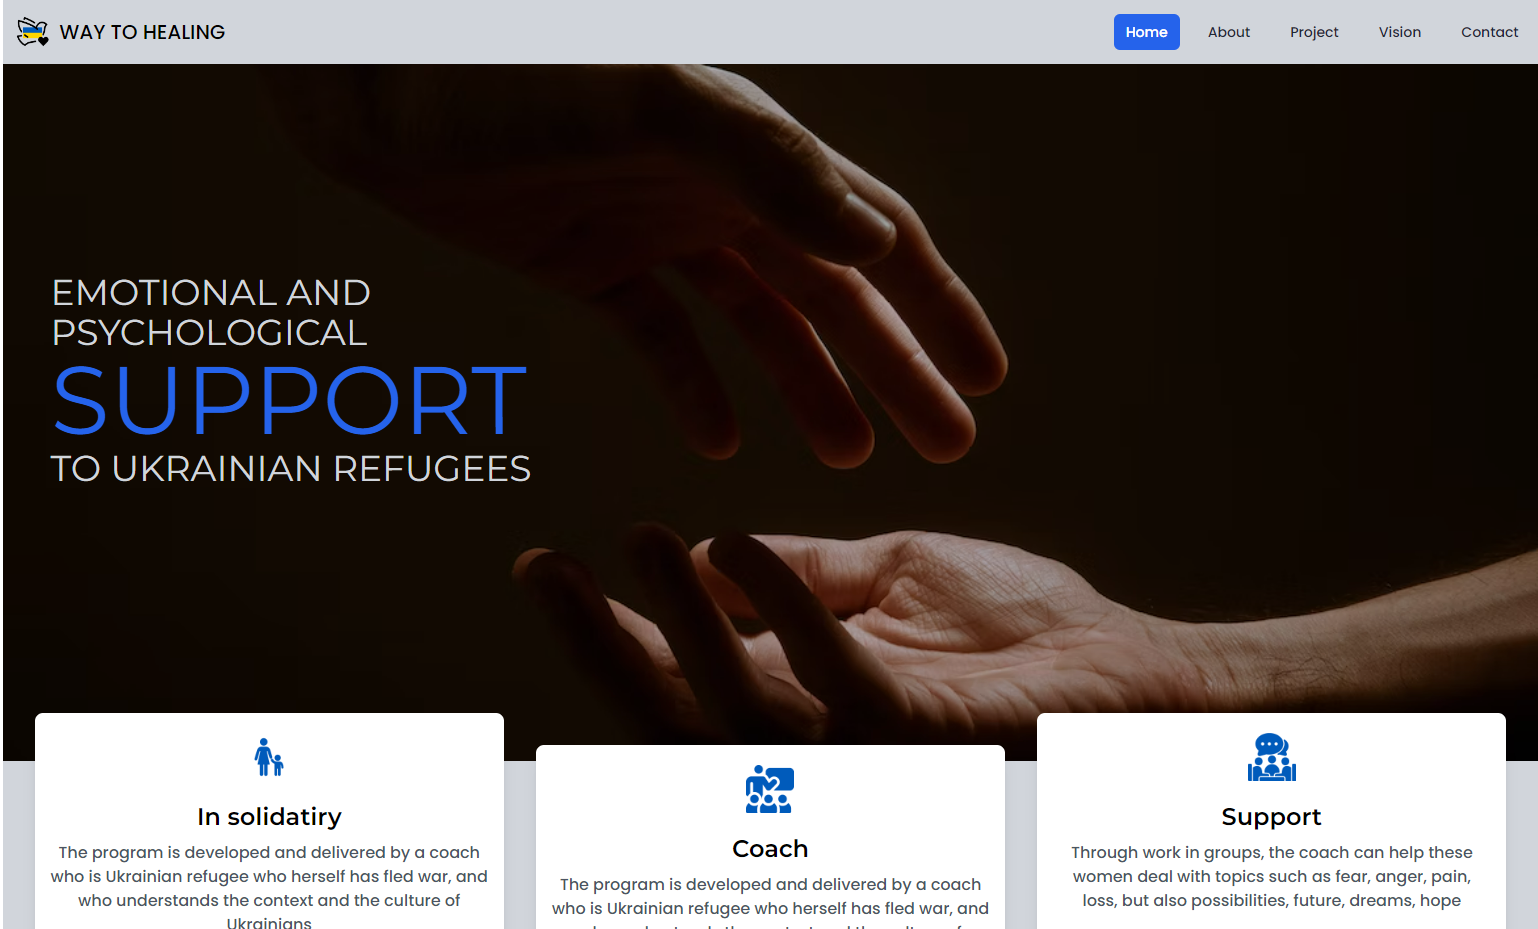 WAY TO HEALING
Home
About
Project
Vision
Contact
EMOTIONAL AND
PSYCHOLOGICAL
SUPPORT
TO UKRAINIAN REFUGEES
In solidatiry
The program is developed and delivered by a coach
who is Ukrainian refugee who herself has fled war, and
who understands the context and the culture of
Ukrainians
Coach
The program is developed and delivered by a coach
who is Ukrainian refugee who herself has fled war, and
Support
Through work in groups, the coach can help these
women deal with topics such as fear, anger, pain,
loss, but also possibilities, future, dreams, hope